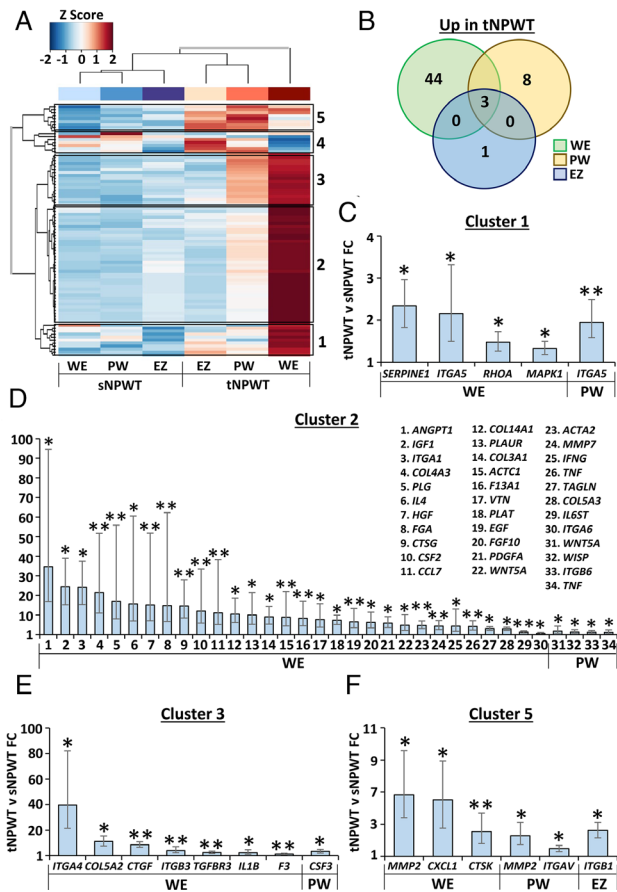 A
Z Score
-2 -1 0 1 2
5
4
3
2
1
WE PW EZ EZ PW WE
sNPWT tNPWT
B
Up in tNPWT
44 8
3
0 0
1
WE
PW
EZ
C
Cluster 1
tNPWT v sNPWT FC
4
3
2
1
* * * * **
SERPINE1 ITGA5 RHOA MAPK1 ITGA5
WE PW
D
Cluster 2
100
90
80
70
60
50
40
30
20
10
0
* * * ** ** * ** ** ** ** ** * * * ** ** * * ** * * ** ** ** * ** * * ** ** * * * *
1 2 3 4 5 6 7 8 9 10 11 12 13 14 15 16 17 18 19 20 21 22 23 24 25 26 27 28 29 30 31 32 33 34
WE PW
1. ANGPT1
2. IGF1
3. ITGA1
4. COL4A3
5. PLG
6. IL4
7. HGF
8. FGA
9. CTSG
10. CSF2
11. CCL7
12. COL14A1
13. PLAUR
14. COL3A1
15. ACTC1
16. F13A1
17. VTN
18. PLAT
19. EGF
20. FGF10
21. PDGFA
22. WNT5A
23. ACTA2
24. MMP7
25. IFNG
26. TNF
27. TAGLN
28. COL5A3
29. IL6ST
30. ITGA6
31. WNT5A
32. WISP
33. ITGB6
34. TNF
E
Cluster 3
tNPWT v sNPWT FC
100
80
60
40
20
1
* * ** ** ** * ** *
ITGA4 COL5A2 CTGF ITGB3 TGFBR3 IL1B F3 CSF3
WE PW
F
Cluster 5
tNPWT v sNPWT FC
11
9
7
5
3
1
* * ** * * *
MMP2 CXCL1 CTSK MMP2 ITGAV ITGB1
WE PW EZ